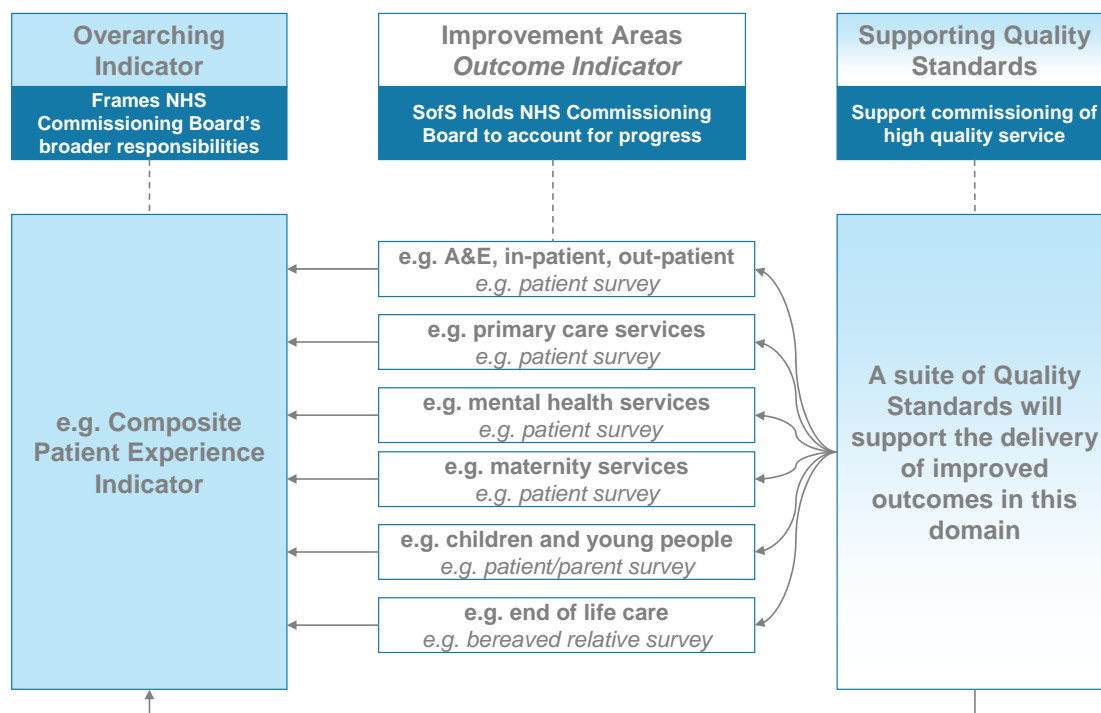 Overarching
Indicator
Frames NHS
Commissioning Board's
broader responsibilities
Improvement Areas
Outcome Indicator
SofS holds NHS Commissioning
Board to account for progress
Supporting Quality
Standards
Support commissioning of
high quality service
e.g. Composite
Patient Experience
Indicator
e.g. A&E, in-patient, out-patient
e.g. patient survey
e.g. primary care services
e.g. patient survey
e.g. mental health services
e.g. patient survey
e.g. maternity services
e.g. patient survey
e.g. children and young people
e.g. patient/parent survey
e.g. end of life care
e.g. bereaved relative survey
A suite of Quality
Standards will
support the delivery
of improved
outcomes in this
domain